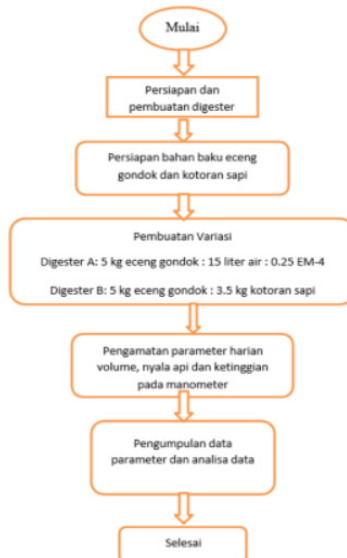 Mulai
Persiapan dan
pembuatan digester
Persiapan bahan baku eceng
gondok dan kotoran sapi
Pembuatan Variasi
Digester A: 5 kg eceng gondok : 15 liter air : 0.25 EM-4
Digester B: 5 kg eceng gondok : 3.5 kg kotoran sapi
Pengamatan parameter harian
volume, nyala api dan ketinggian
pada manometer
Pengumpulan data
parameter dan analisa data
Selesai